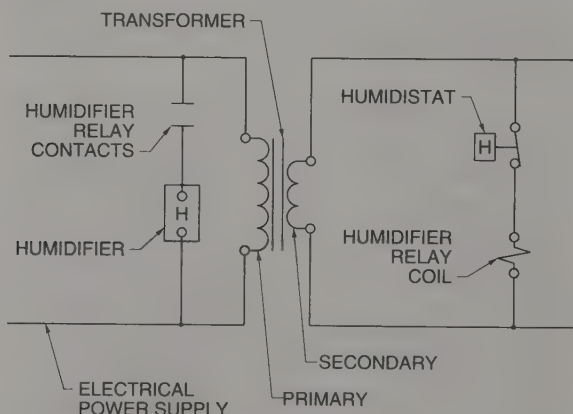 TRANSFORMER
HUMIDIFIER
RELAY
CONTACTS
H
HUMIDIFIER
HUMIDISTAT
H
HUMIDIFIER
RELAY
COIL
SECONDARY
PRIMARY
ELECTRICAL
POWER SUPPLY